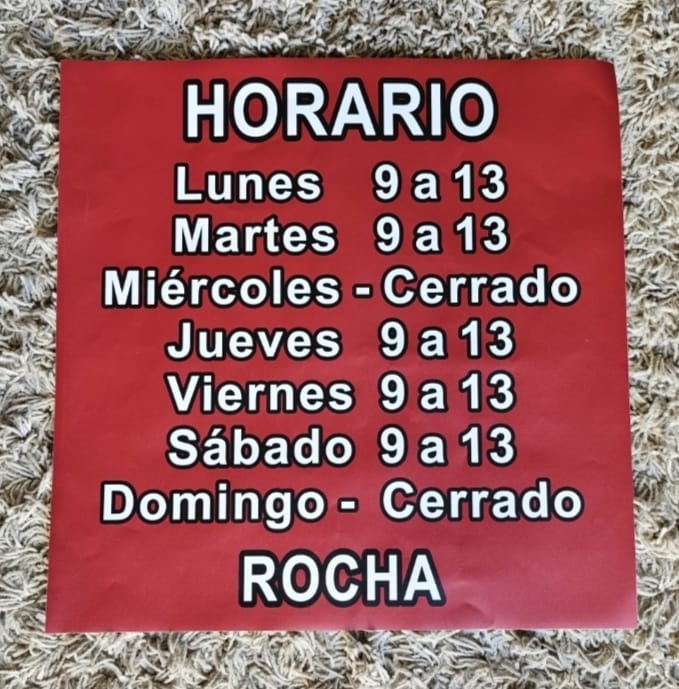 HORARIO
Lunes 9 a 13
Martes 9 a 13
Miércoles - Cerrado
Jueves 9 a 13
Viernes 9 a 13
Sábado 9 a 13
Domingo - Cerrado
ROCHA